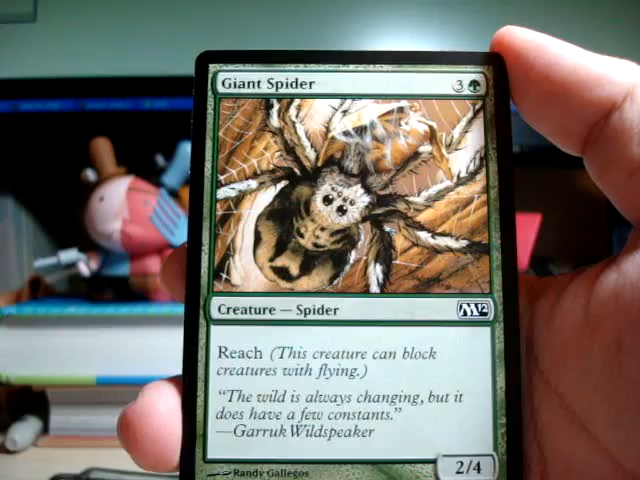 Giant Spider 3
Creature — Spider M12
Reach (This creature can block
creatures with flying.)
"The wild is always changing, but it
does have a few constants."
—Garruk Wildspeaker
2/4
Randy Gallegos